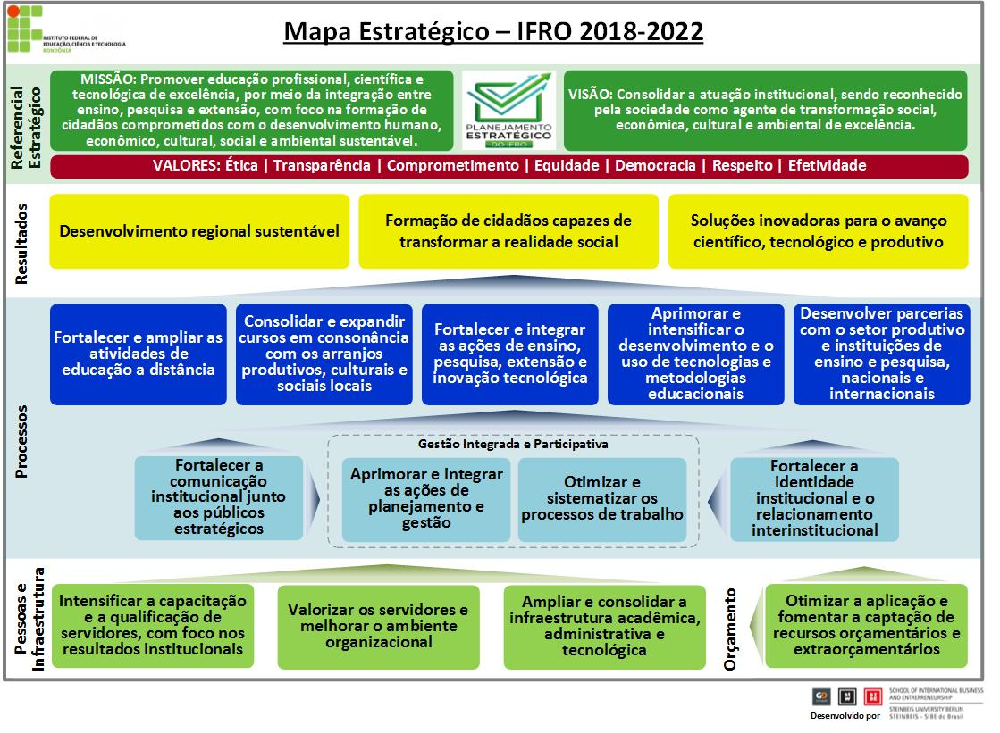 INSTITUTO FEDERAL DE
EDUCAÇÃO, CIÊNCIA E TECNOLOGIA
RONDÔNIA
Mapa Estratégico – IFRO 2018-2022
Referencial
Estratégico
MISSÃO: Promover educação profissional, científica e
tecnológica de excelência, por meio da integração entre
ensino, pesquisa e extensão, com foco na formação de
cidadãos comprometidos com o desenvolvimento humano,
econômico, cultural, social e ambiental sustentável.
PLANEJAMENTO
ESTRATÉGICO
DO IFRO
VISÃO: Consolidar a atuação institucional, sendo reconhecido
pela sociedade como agente de transformação social,
econômica, cultural e ambiental de excelência.
VALORES: Ética | Transparência | Comprometimento | Equidade | Democracia | Respeito | Efetividade
Resultados
Desenvolvimento regional sustentável
Formação de cidadãos capazes de
transformar a realidade social
Soluções inovadoras para o avanço
científico, tecnológico e produtivo
Processos
Fortalecer e ampliar as
atividades de
educação a distância
Consolidar e expandir
cursos em consonância
com os arranjos
produtivos, culturais e
sociais locais
Fortalecer e integrar
as ações de ensino,
pesquisa, extensão e
inovação tecnológica
Aprimorar e
intensificar o
desenvolvimento e o
uso de tecnologias e
metodologias
educacionais
Desenvolver parcerias
com o setor produtivo
e instituições de
ensino e pesquisa,
nacionais e
internacionais
Gestão Integrada e Participativa
Fortalecer a
comunicação
institucional junto
aos públicos
estratégicos
Aprimorar e integrar
as ações de
planejamento e
gestão
Otimizar e
sistematizar os
processos de trabalho
Fortalecer a
identidade
institucional e o
relacionamento
interinstitucional
Pessoas e
Infraestrutura
Intensificar a capacitação
e a qualificação de
servidores, com foco nos
resultados institucionais
Valorizar os servidores e
melhorar o ambiente
organizacional
Ampliar e consolidar a
infraestrutura acadêmica,
administrativa e
tecnológica
Orçamento
Otimizar a aplicação e
fomentar a captação de
recursos orçamentários e
extraorçamentários
Desenvolvido por
SCHOOL OF INTERNATIONAL BUSINESS
AND ENTREPRENEURSHIP
STEINBEIS UNIVERSITY BERLIN
STEINBEIS - SIBE do Brasil